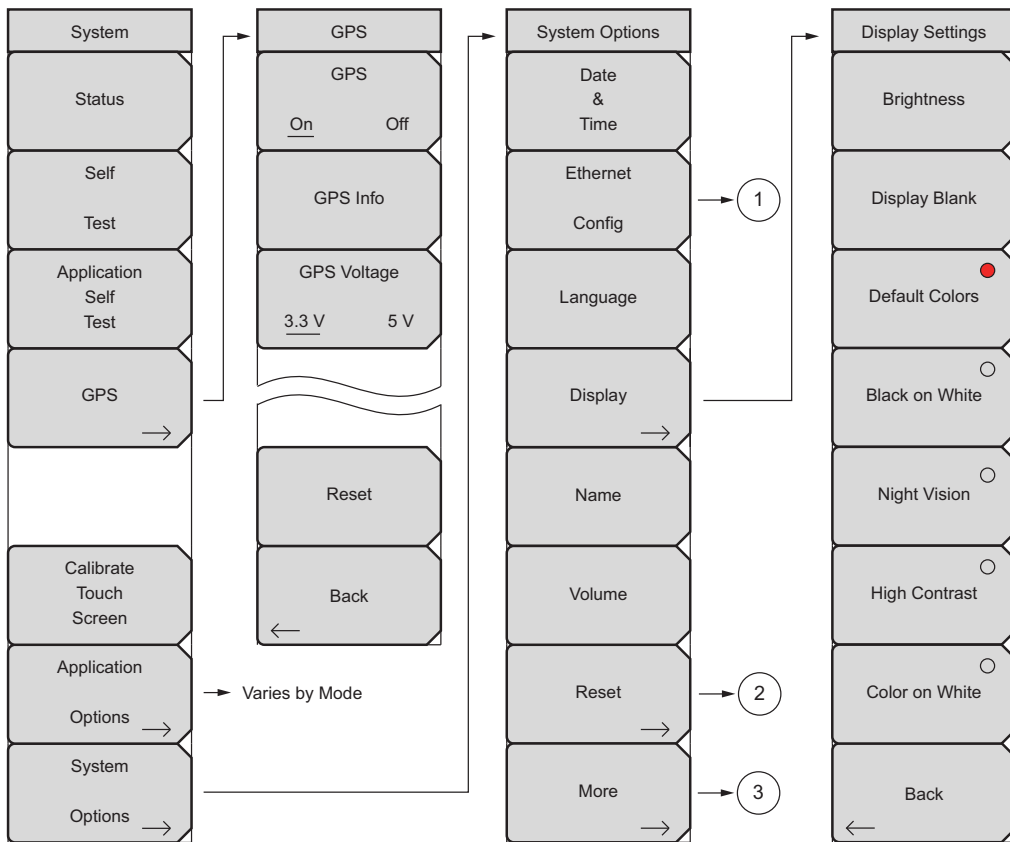 System
Status
Self
Test
Application
Self
Test
GPS
Calibrate
Touch
Screen
Application
Options
System
Options
Varies by Mode
GPS
GPS
On Off
GPS Info
GPS Voltage
3.3 V 5 V
Reset
Back
System Options
Date
&
Time
Ethernet
Config
1
Language
Display
Name
Volume
Reset
2
More
3
Display Settings
Brightness
Display Blank
Default Colors
Black on White
Night Vision
High Contrast
Color on White
Back